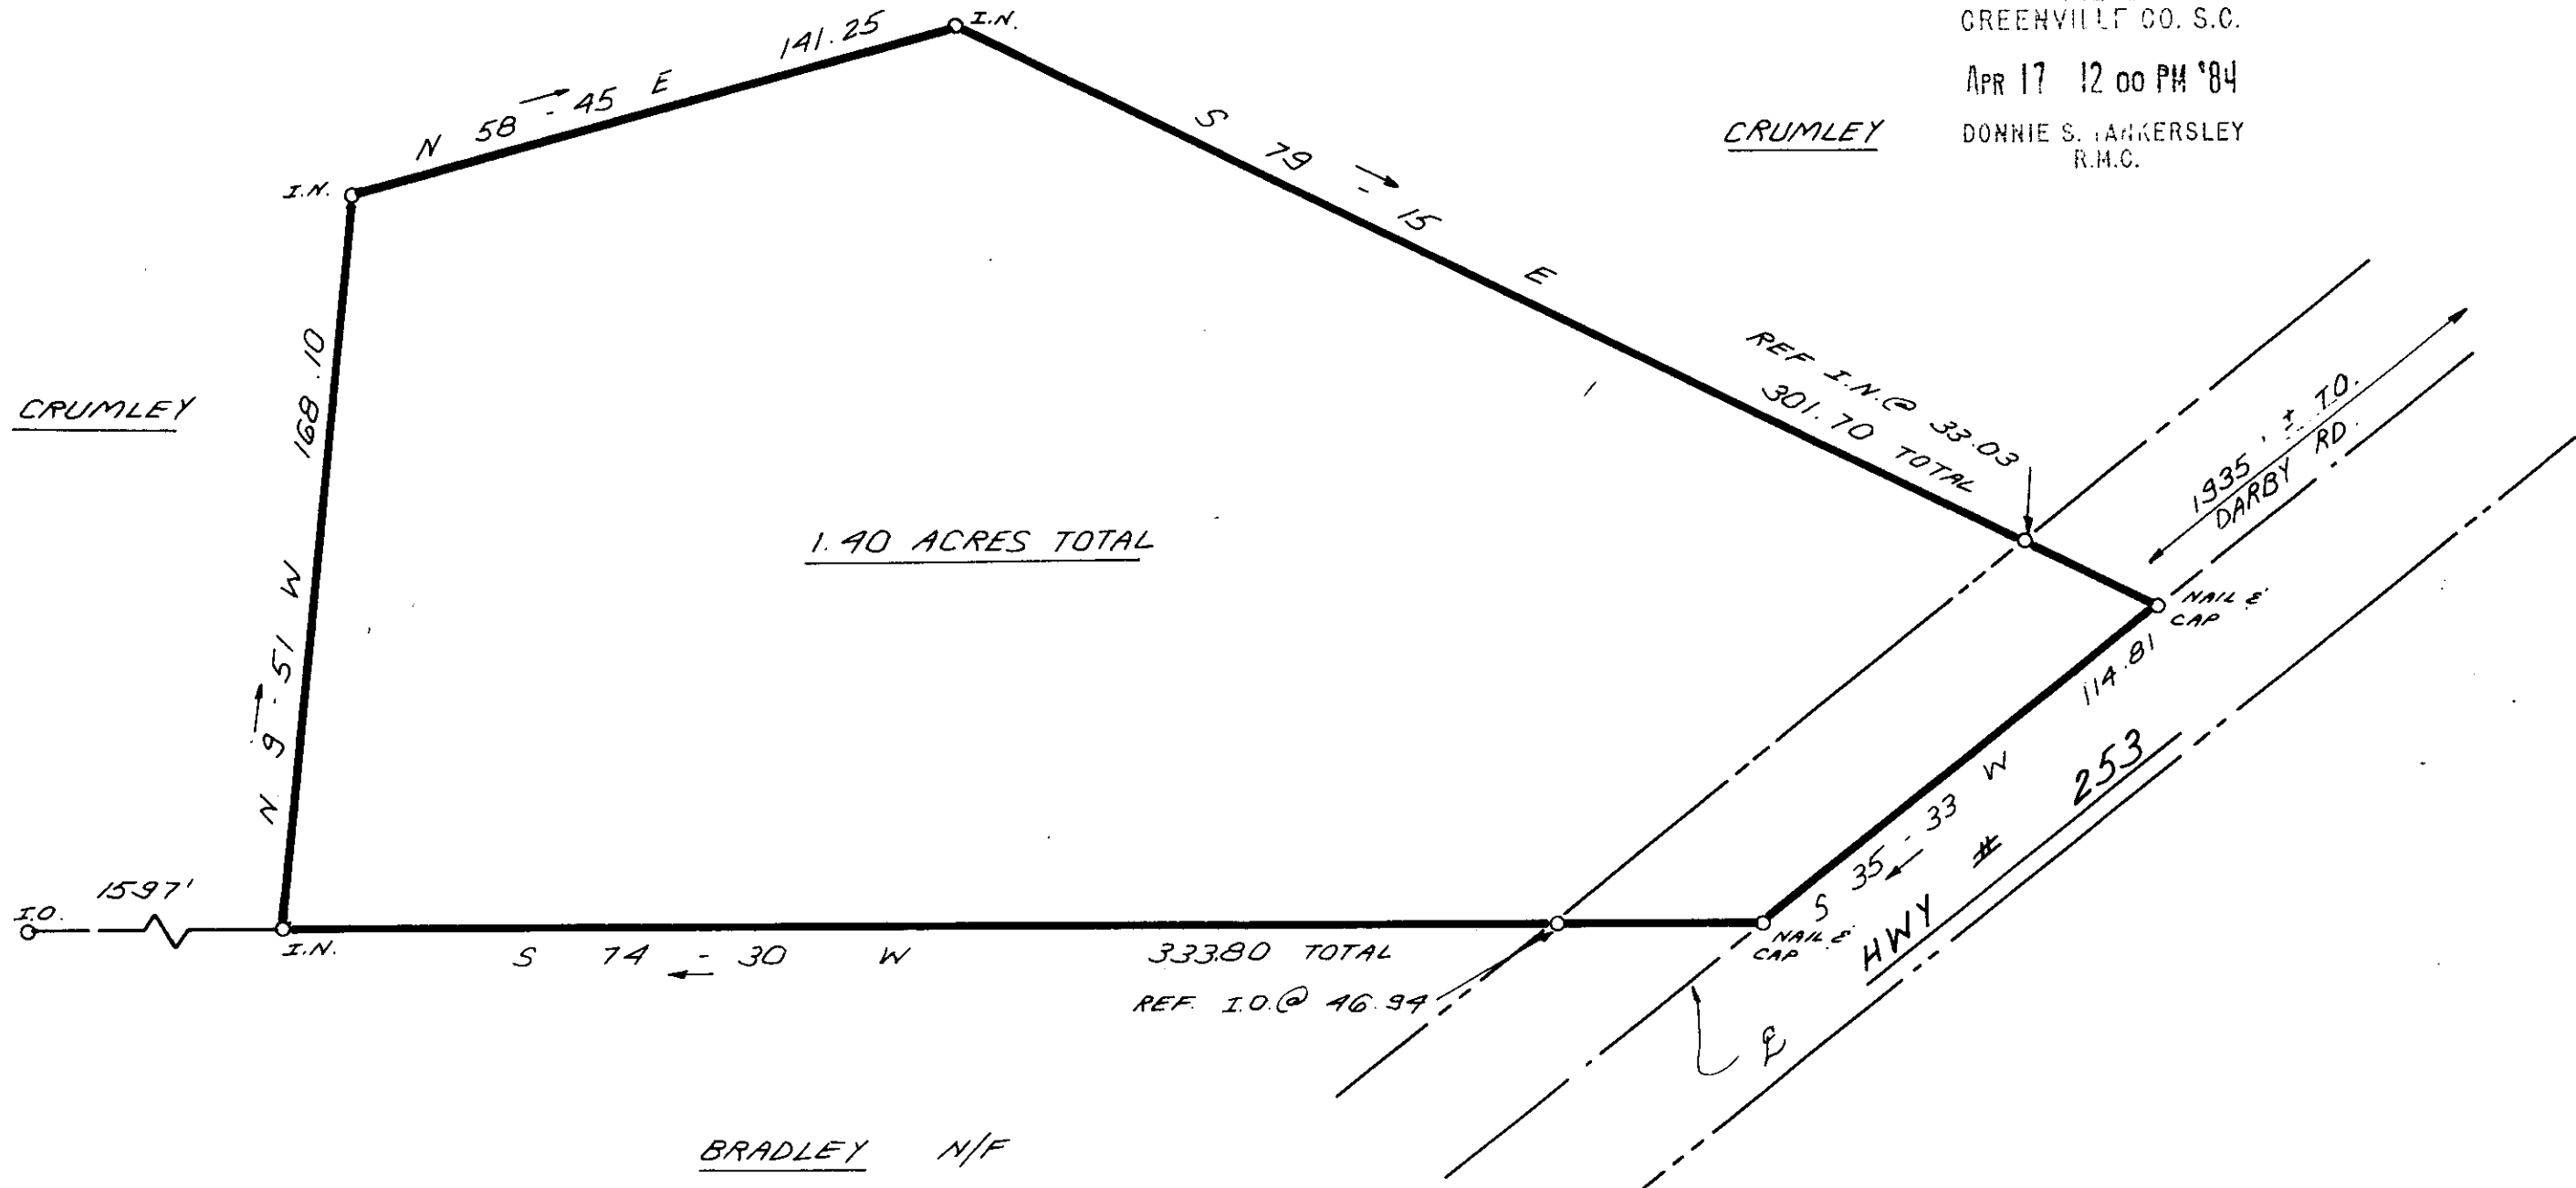 GREENVILLE CO. S.C.
APR 17 12 00 PM '84
DONNIE S. TANKERSLEY
R.M.C.
CRUMLEY
I.N.
N 58 - 45 E 141.25
I.N.
S 79 - 15 E
REF I.N. @ 33.03
301.70 TOTAL
1935 ' ± T.O.
DARBY RD.
CRUMLEY
N 9 - 51 W 168.10
1.40 ACRES TOTAL
NAIL &
CAP
114.81
S 35 - 33 W
HWY # 253
I.O.
1597'
I.N.
S 74 - 30 W 333.80 TOTAL
NAIL &
CAP
REF. I.O. @ 46.94
BRADLEY N/F